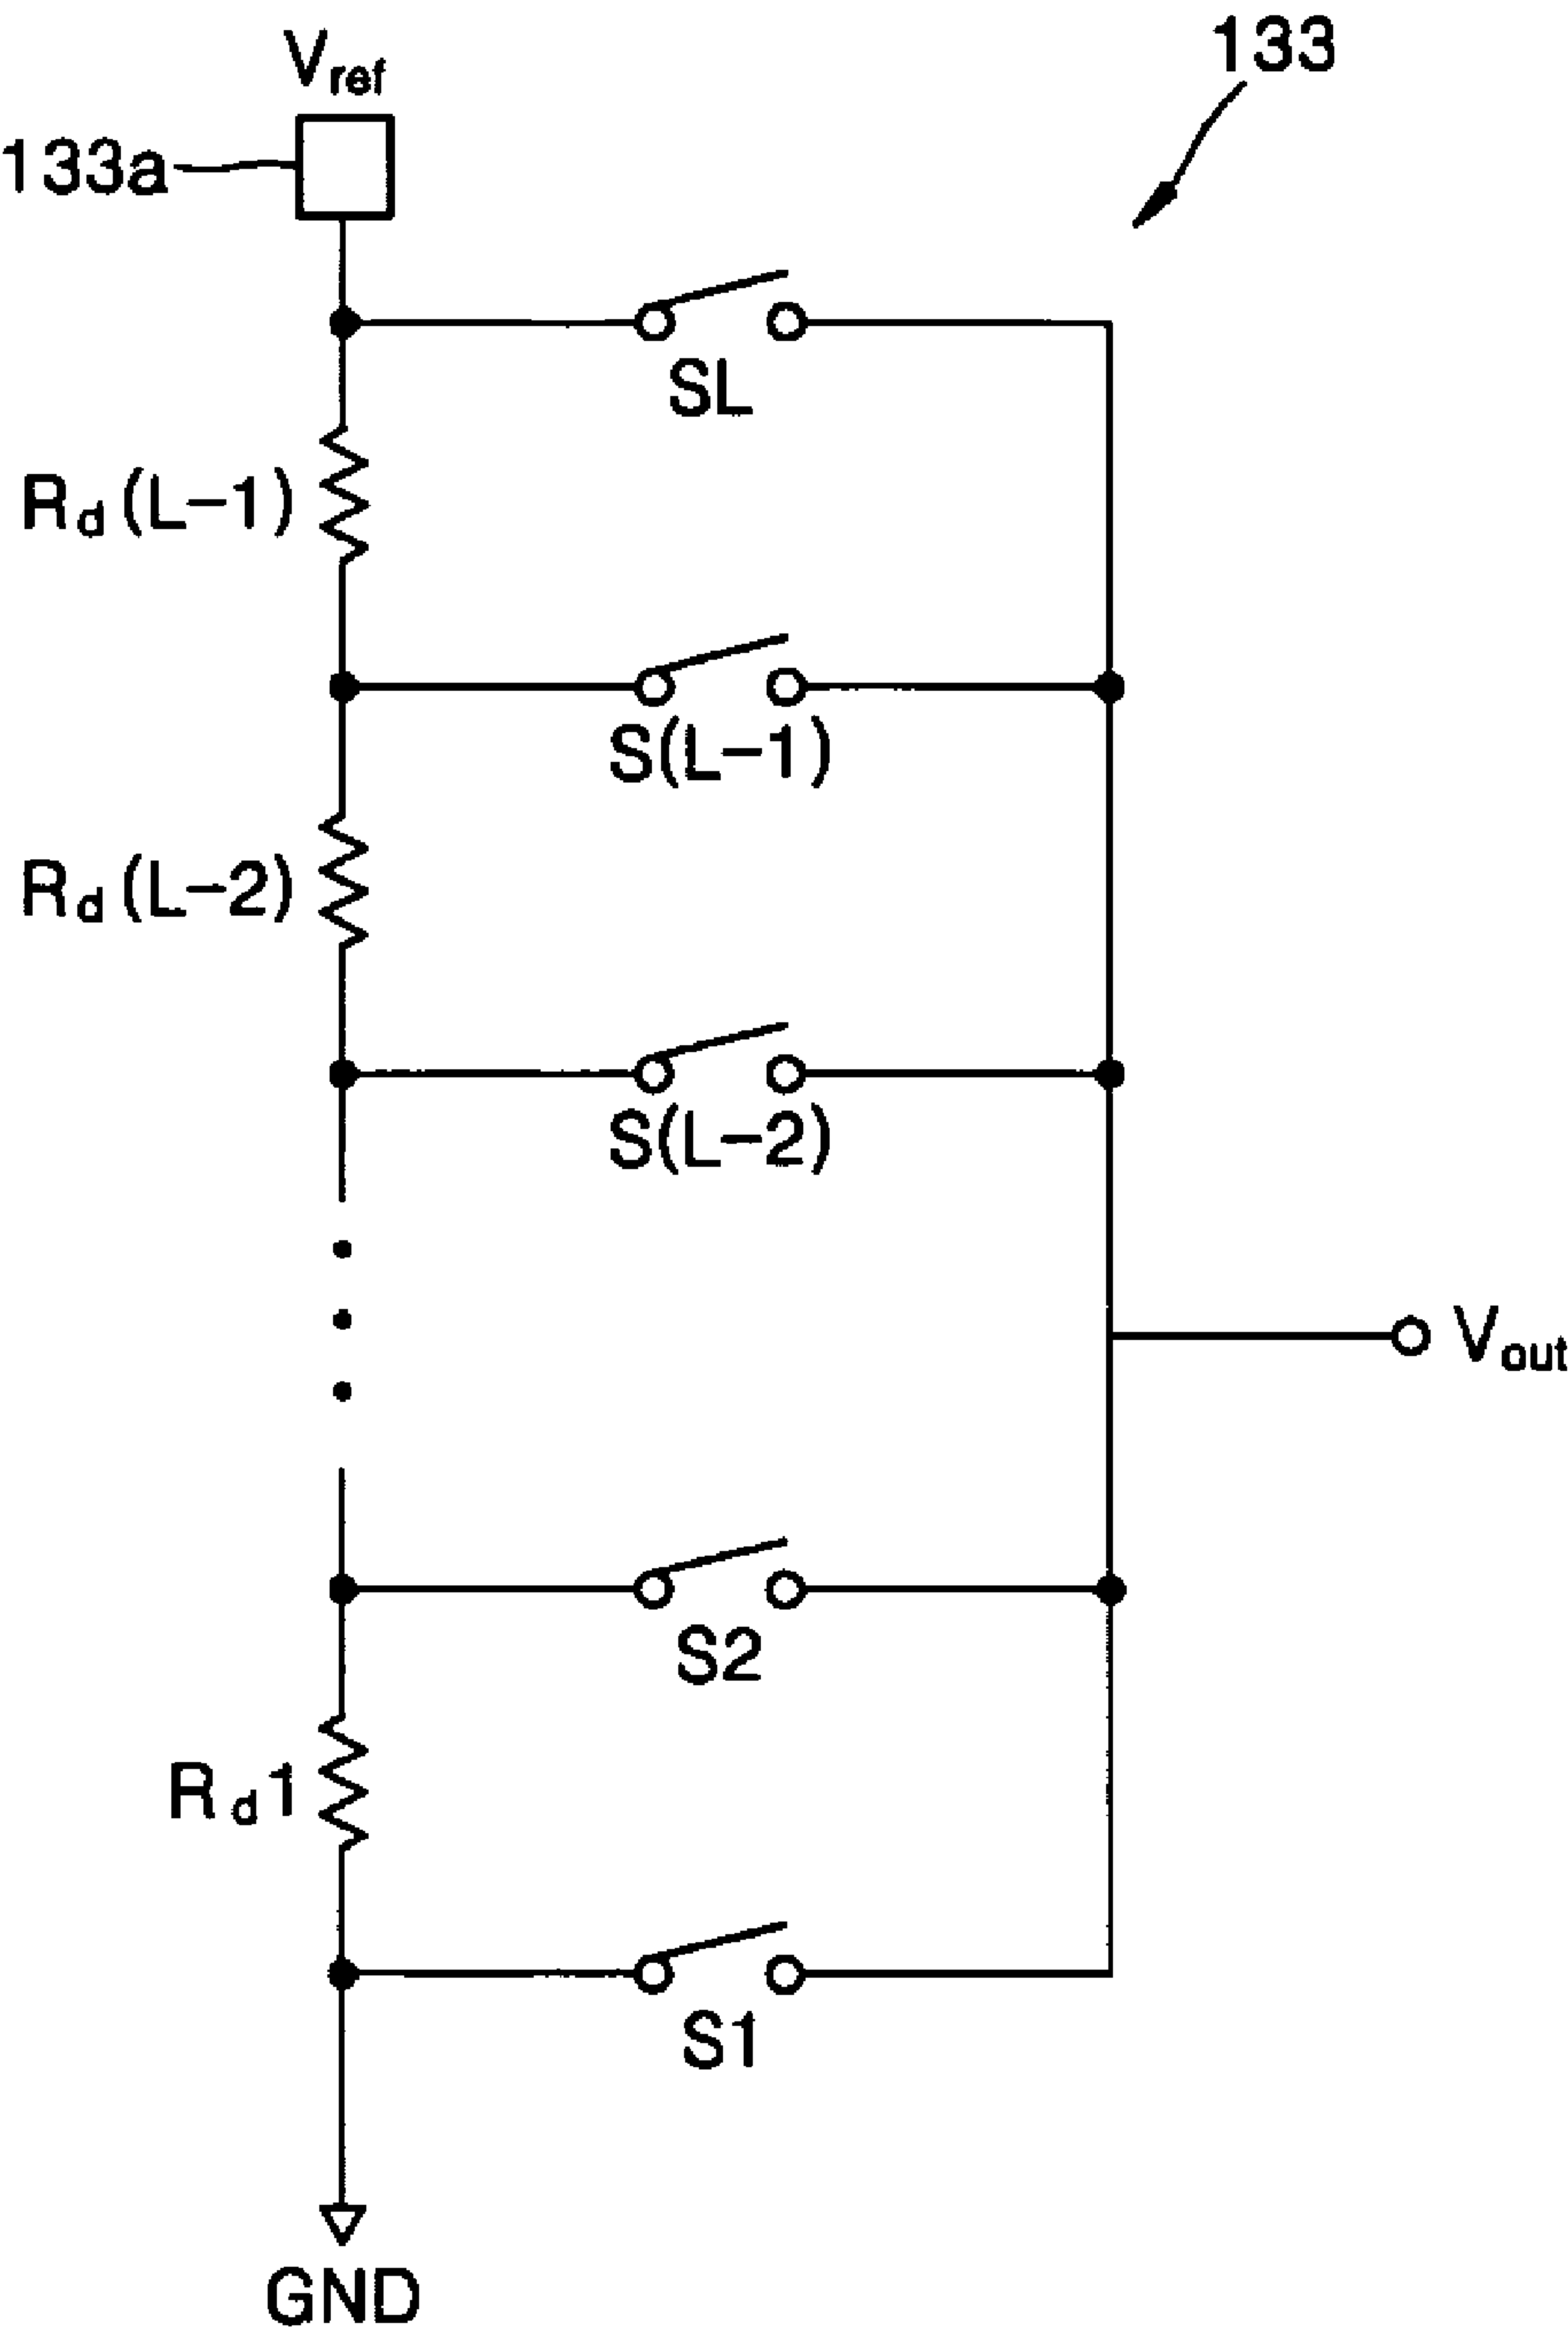 133
Vref
133a
SL
Rd(L-1)
S(L-1)
Rd(L-2)
S(L-2)
Vout
S2
Rd1
S1
GND